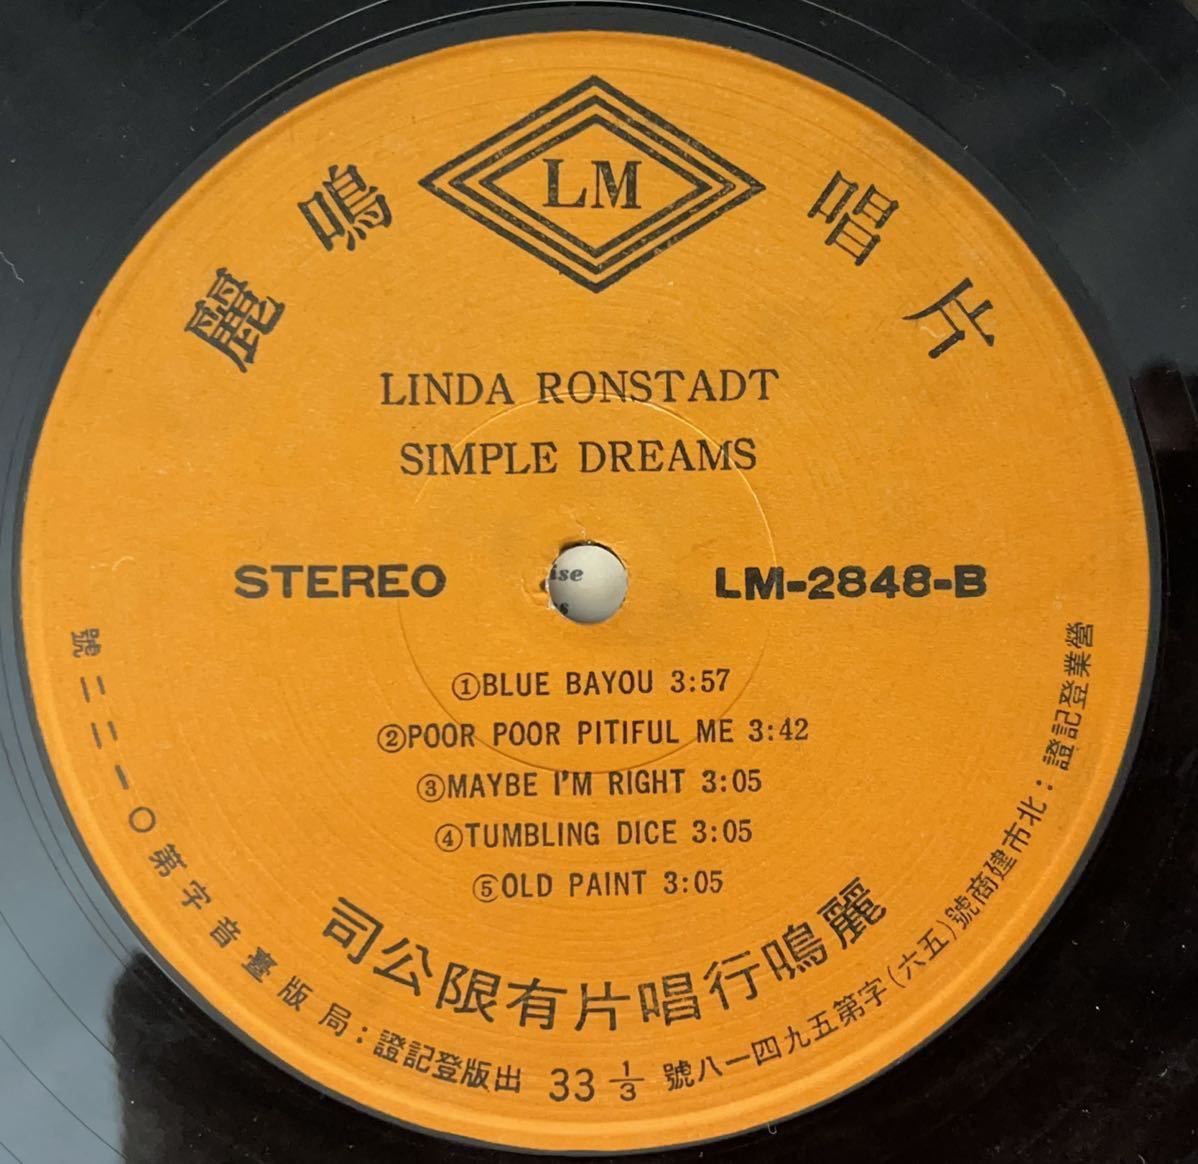 LM
麗鳴唱片
LINDA RONSTADT
SIMPLE DREAMS
STEREO
LM-2848-B
ise
s
①BLUE BAYOU 3:57
②POOR POOR PITIFUL ME 3:42
③MAYBE I'M RIGHT 3:05
④TUMBLING DICE 3:05
⑤OLD PAINT 3:05
麗鳴行唱片有限公司
營業登記證：北市建商號(六五)字第五九四一八號
33 1/3
出版登記證：局版臺音字第〇一二二二號